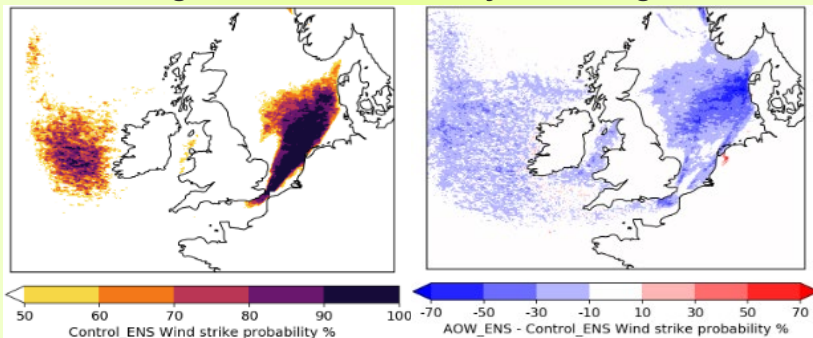 50 60 70 80 90 100
Control_ENS Wind strike probability %
-70 -50 -30 -10 10 30 50 70
AOW_ENS - Control_ENS Wind strike probability %